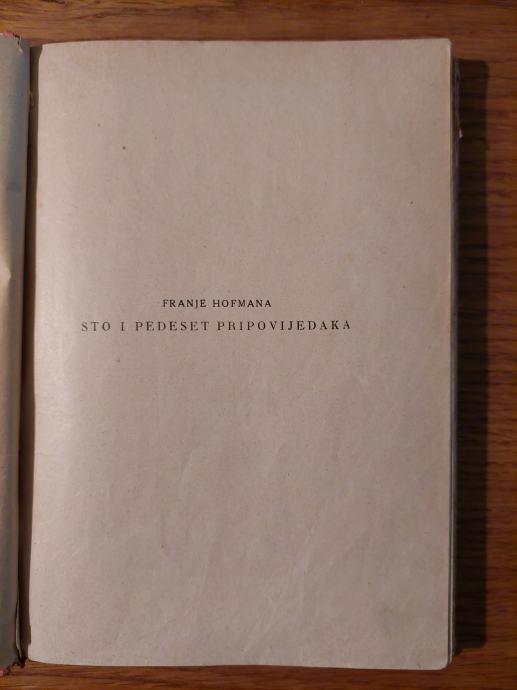 FRANJE HOFMANA
STO I PEDESET PRIPOVIJEDAKA